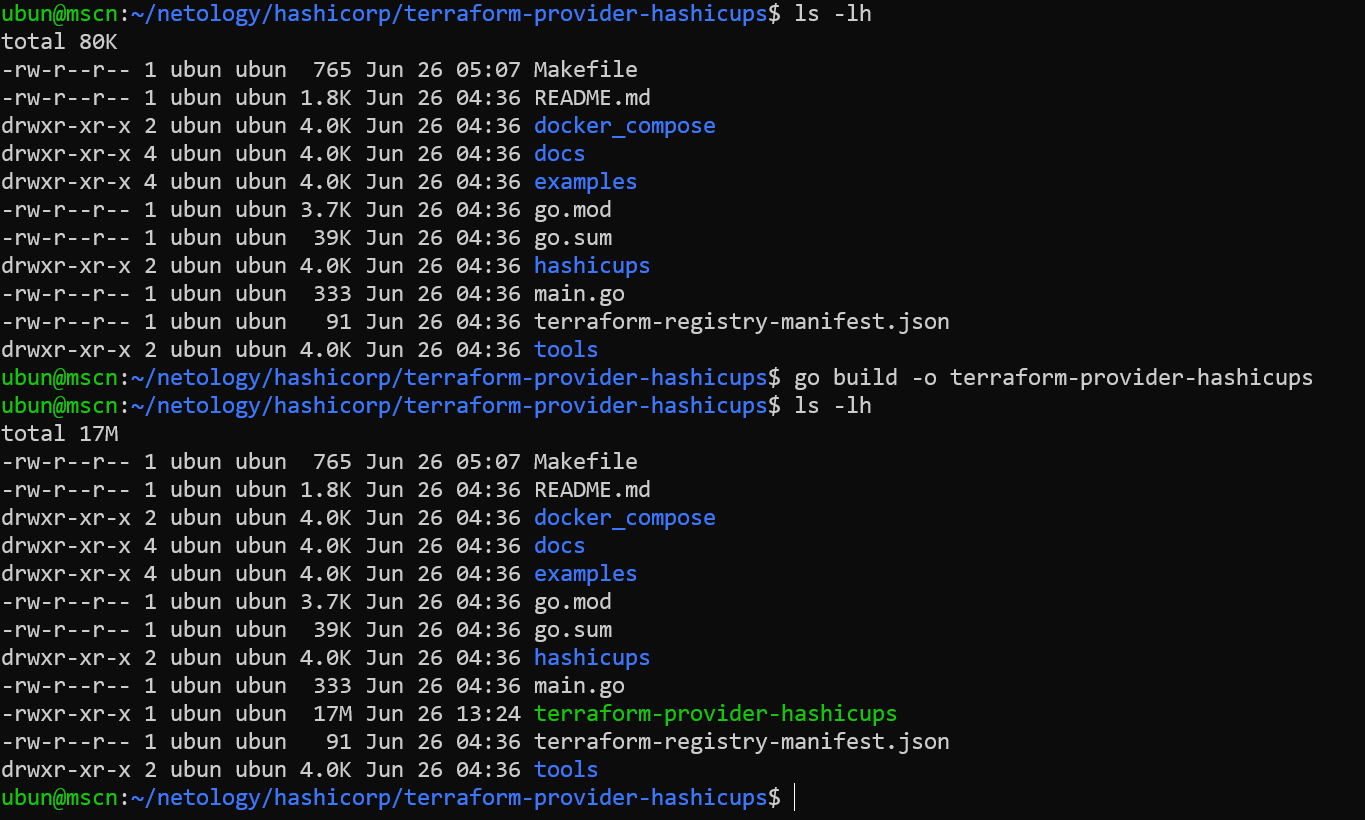 ubun@mscn:~/netology/hashicorp/terraform-provider-hashicups$ ls -lh
total 80K
-rw-r--r-- 1 ubun ubun  765 Jun 26 05:07 Makefile
-rw-r--r-- 1 ubun ubun 1.8K Jun 26 04:36 README.md
drwxr-xr-x 2 ubun ubun 4.0K Jun 26 04:36 docker_compose
drwxr-xr-x 4 ubun ubun 4.0K Jun 26 04:36 docs
drwxr-xr-x 4 ubun ubun 4.0K Jun 26 04:36 examples
-rw-r--r-- 1 ubun ubun 3.7K Jun 26 04:36 go.mod
-rw-r--r-- 1 ubun ubun  39K Jun 26 04:36 go.sum
drwxr-xr-x 2 ubun ubun 4.0K Jun 26 04:36 hashicups
-rw-r--r-- 1 ubun ubun  333 Jun 26 04:36 main.go
-rw-r--r-- 1 ubun ubun   91 Jun 26 04:36 terraform-registry-manifest.json
drwxr-xr-x 2 ubun ubun 4.0K Jun 26 04:36 tools
ubun@mscn:~/netology/hashicorp/terraform-provider-hashicups$ go build -o terraform-provider-hashicups
ubun@mscn:~/netology/hashicorp/terraform-provider-hashicups$ ls -lh
total 17M
-rw-r--r-- 1 ubun ubun  765 Jun 26 05:07 Makefile
-rw-r--r-- 1 ubun ubun 1.8K Jun 26 04:36 README.md
drwxr-xr-x 2 ubun ubun 4.0K Jun 26 04:36 docker_compose
drwxr-xr-x 4 ubun ubun 4.0K Jun 26 04:36 docs
drwxr-xr-x 4 ubun ubun 4.0K Jun 26 04:36 examples
-rw-r--r-- 1 ubun ubun 3.7K Jun 26 04:36 go.mod
-rw-r--r-- 1 ubun ubun  39K Jun 26 04:36 go.sum
drwxr-xr-x 2 ubun ubun 4.0K Jun 26 04:36 hashicups
-rw-r--r-- 1 ubun ubun  333 Jun 26 04:36 main.go
-rwxr-xr-x 1 ubun ubun  17M Jun 26 13:24 terraform-provider-hashicups
-rw-r--r-- 1 ubun ubun   91 Jun 26 04:36 terraform-registry-manifest.json
drwxr-xr-x 2 ubun ubun 4.0K Jun 26 04:36 tools
ubun@mscn:~/netology/hashicorp/terraform-provider-hashicups$